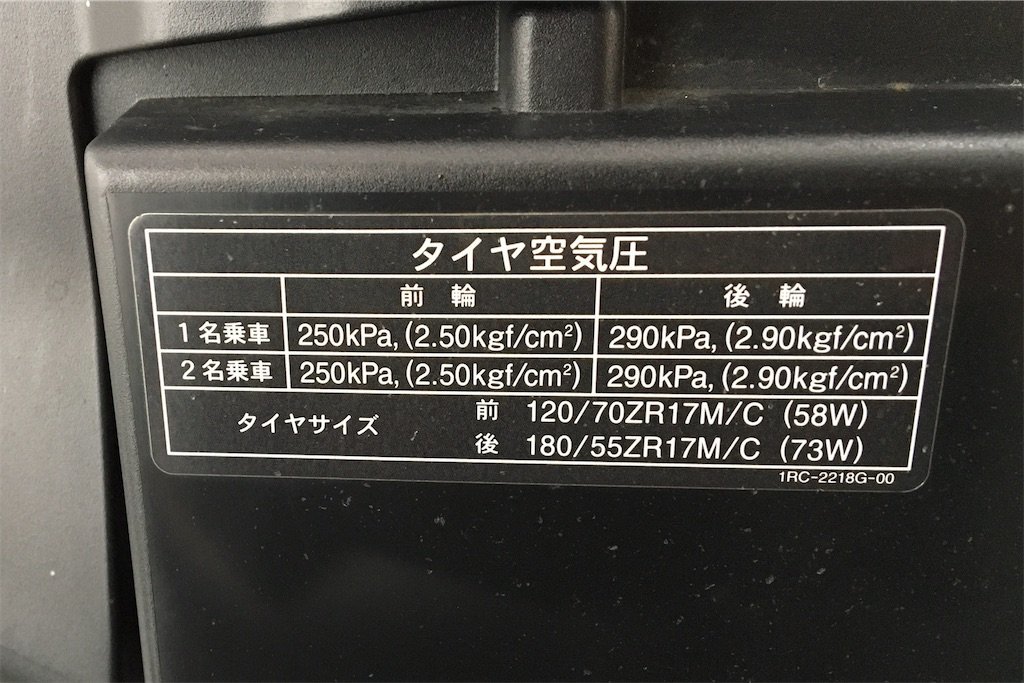 タイヤ空気圧
前輪 後輪
1名乗車 250kPa, (2.50kgf/cm²) 290kPa, (2.90kgf/cm²)
2名乗車 250kPa, (2.50kgf/cm²) 290kPa, (2.90kgf/cm²)
タイヤサイズ 前 120/70ZR17M/C (58W)
後 180/55ZR17M/C (73W)
1RC-2218G-00